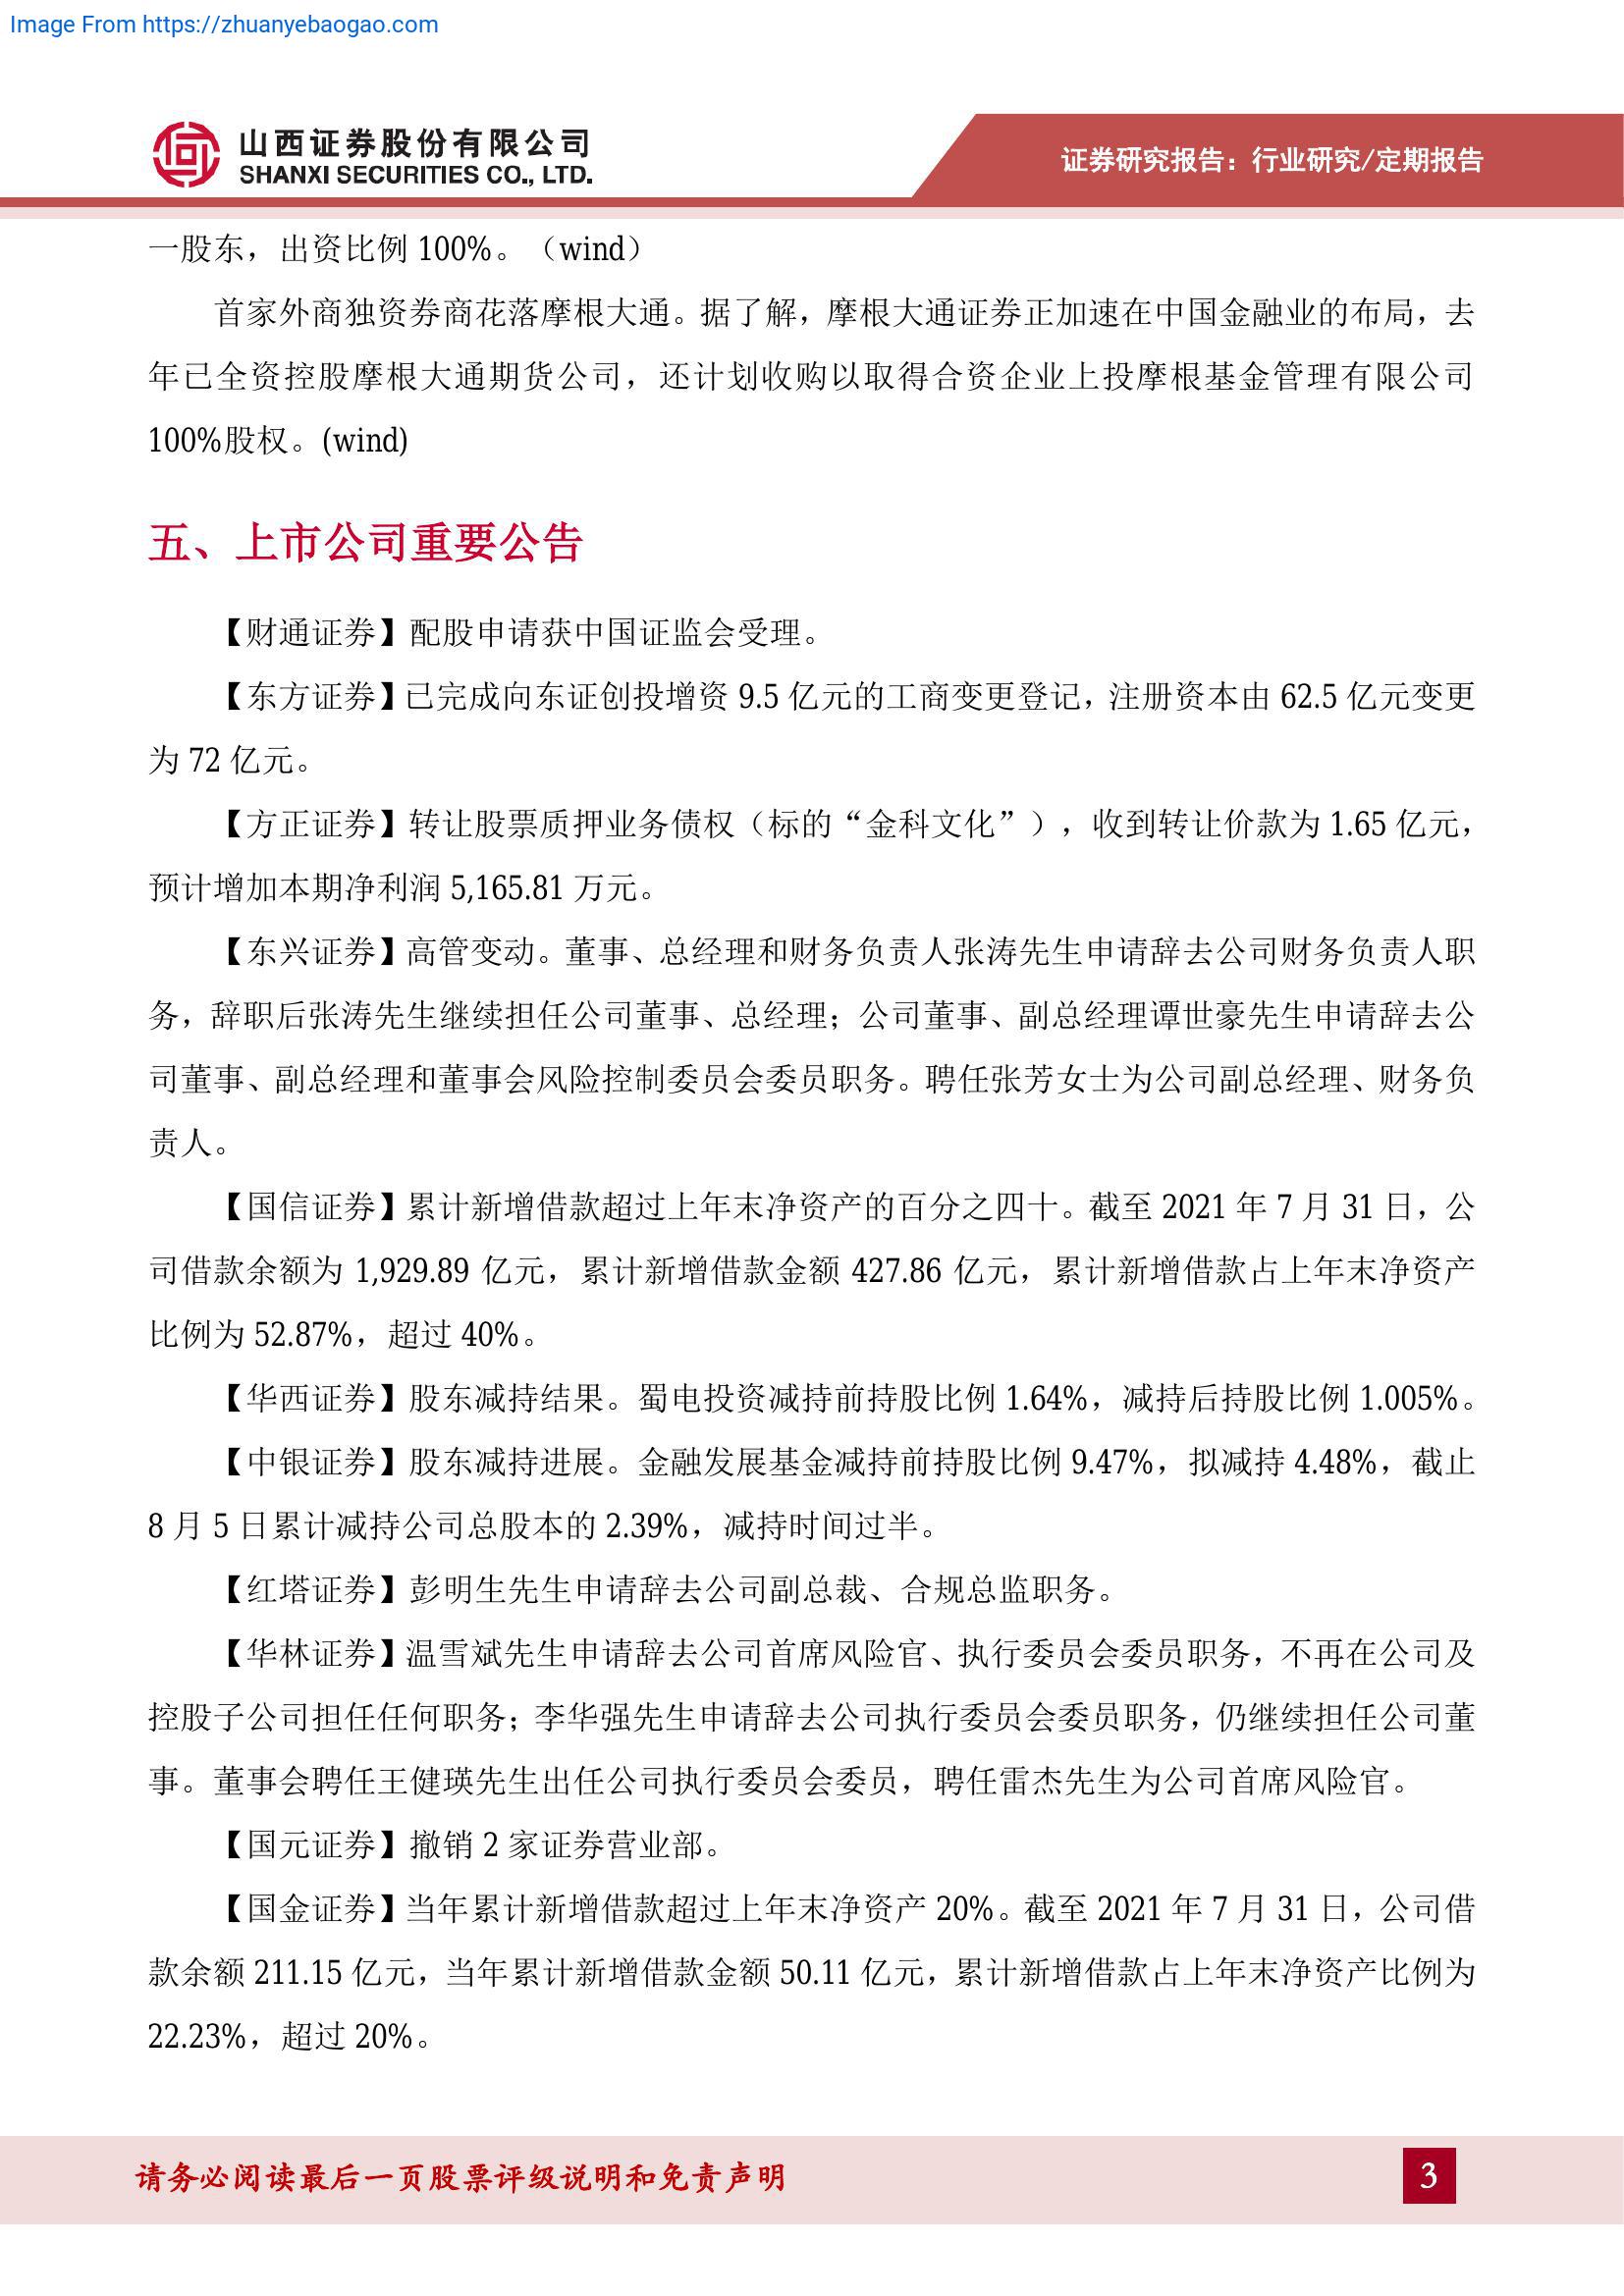 Image From https://zhuanyebaogao.com
山西证券股份有限公司
SHANXI SECURITIES CO., LTD.
证券研究报告：行业研究/定期报告
一股东，出资比例 100%。（wind）
首家外商独资券商花落摩根大通。据了解，摩根大通证券正加速在中国金融业的布局，去
年已全资控股摩根大通期货公司，还计划收购以取得合资企业上投摩根基金管理有限公司
100%股权。(wind)
五、上市公司重要公告
【财通证券】配股申请获中国证监会受理。
【东方证券】已完成向东证创投增资 9.5 亿元的工商变更登记，注册资本由 62.5 亿元变更
为 72 亿元。
【方正证券】转让股票质押业务债权（标的“金科文化”），收到转让价款为 1.65 亿元，
预计增加本期净利润 5,165.81 万元。
【东兴证券】高管变动。董事、总经理和财务负责人张涛先生申请辞去公司财务负责人职
务，辞职后张涛先生继续担任公司董事、总经理；公司董事、副总经理谭世豪先生申请辞去公
司董事、副总经理和董事会风险控制委员会委员职务。聘任张芳女士为公司副总经理、财务负
责人。
【国信证券】累计新增借款超过上年末净资产的百分之四十。截至 2021 年 7 月 31 日，公
司借款余额为 1,929.89 亿元，累计新增借款金额 427.86 亿元，累计新增借款占上年末净资产
比例为 52.87%，超过 40%。
【华西证券】股东减持结果。蜀电投资减持前持股比例 1.64%，减持后持股比例 1.005%。
【中银证券】股东减持进展。金融发展基金减持前持股比例 9.47%，拟减持 4.48%，截止
8 月 5 日累计减持公司总股本的 2.39%，减持时间过半。
【红塔证券】彭明生先生申请辞去公司副总裁、合规总监职务。
【华林证券】温雪斌先生申请辞去公司首席风险官、执行委员会委员职务，不再在公司及
控股子公司担任任何职务；李华强先生申请辞去公司执行委员会委员职务，仍继续担任公司董
事。董事会聘任王健瑛先生出任公司执行委员会委员，聘任雷杰先生为公司首席风险官。
【国元证券】撤销 2 家证券营业部。
【国金证券】当年累计新增借款超过上年末净资产 20%。截至 2021 年 7 月 31 日，公司借
款余额 211.15 亿元，当年累计新增借款金额 50.11 亿元，累计新增借款占上年末净资产比例为
22.23%，超过 20%。
请务必阅读最后一页股票评级说明和免责声明
3